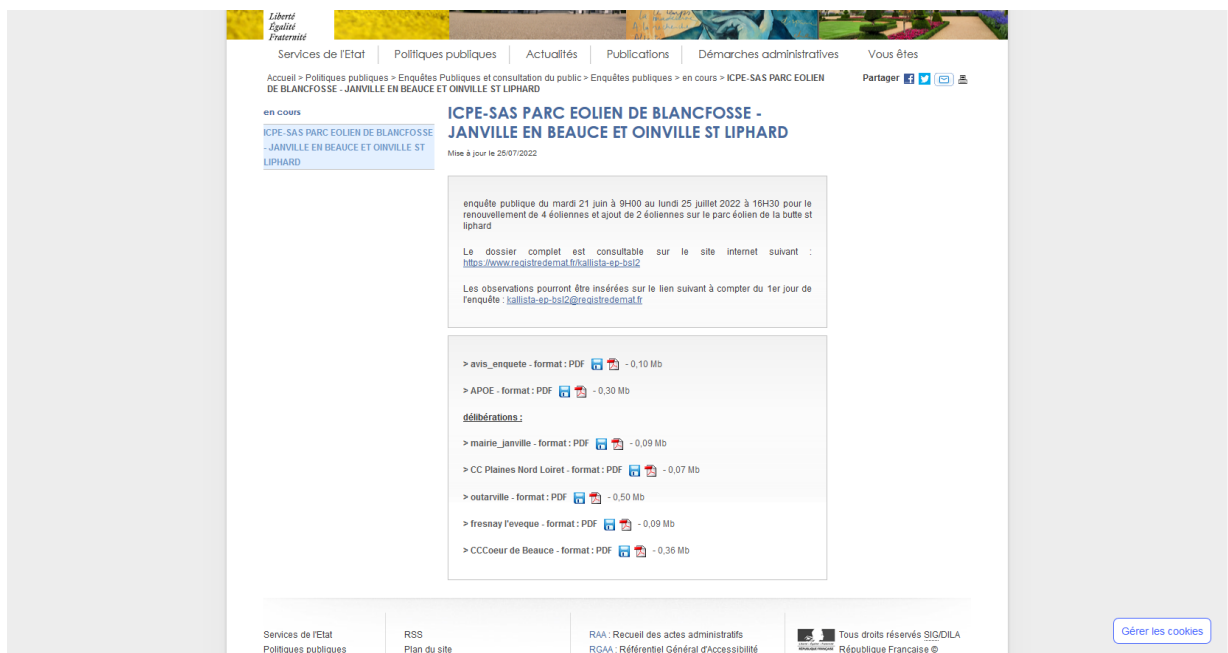 Liberté
Égalité
Fraternité
Services de l'Etat
Politiques publiques
Actualités
Publications
Démarches administratives
Vous êtes
Accueil > Politiques publiques > Enquêtes Publiques et consultation du public > Enquêtes publiques > en cours > ICPE-SAS PARC EOLIEN
DE BLANCFOSSE - JANVILLE EN BEAUCE ET OINVILLE ST LIPHARD
Partager
en cours
ICPE-SAS PARC EOLIEN DE BLANCFOSSE
- JANVILLE EN BEAUCE ET OINVILLE ST
LIPHARD
ICPE-SAS PARC EOLIEN DE BLANCFOSSE -
JANVILLE EN BEAUCE ET OINVILLE ST LIPHARD
Mise à jour le 25/07/2022
enquête publique du mardi 21 juin à 9H00 au lundi 25 juillet 2022 à 16H30 pour le
renouvellement de 4 éoliennes et ajout de 2 éoliennes sur le parc éolien de la butte st
liphard
Le dossier complet est consultable sur le site internet suivant :
https://www.registredemat.fr/kallista-ep-bsl2
Les observations pourront être insérées sur le lien suivant à compter du 1er jour de
l'enquête : kallista-ep-bsl2@registredemat.fr
> avis_enquete - format : PDF - 0,10 Mb
> APOE - format : PDF - 0,30 Mb
délibérations :
> mairie_janville - format : PDF - 0,09 Mb
> CC Plaines Nord Loiret - format : PDF - 0,07 Mb
> outarville - format : PDF - 0,50 Mb
> fresnay l'eveque - format : PDF - 0,09 Mb
> CCCoeur de Beauce - format : PDF - 0,36 Mb
Services de l'Etat
Politiques publiques
RSS
Plan du site
RAA : Recueil des actes administratifs
RGAA : Référentiel Général d'Accessibilité
Tous droits réservés SIG/DILA
République Française ©
Gérer les cookies